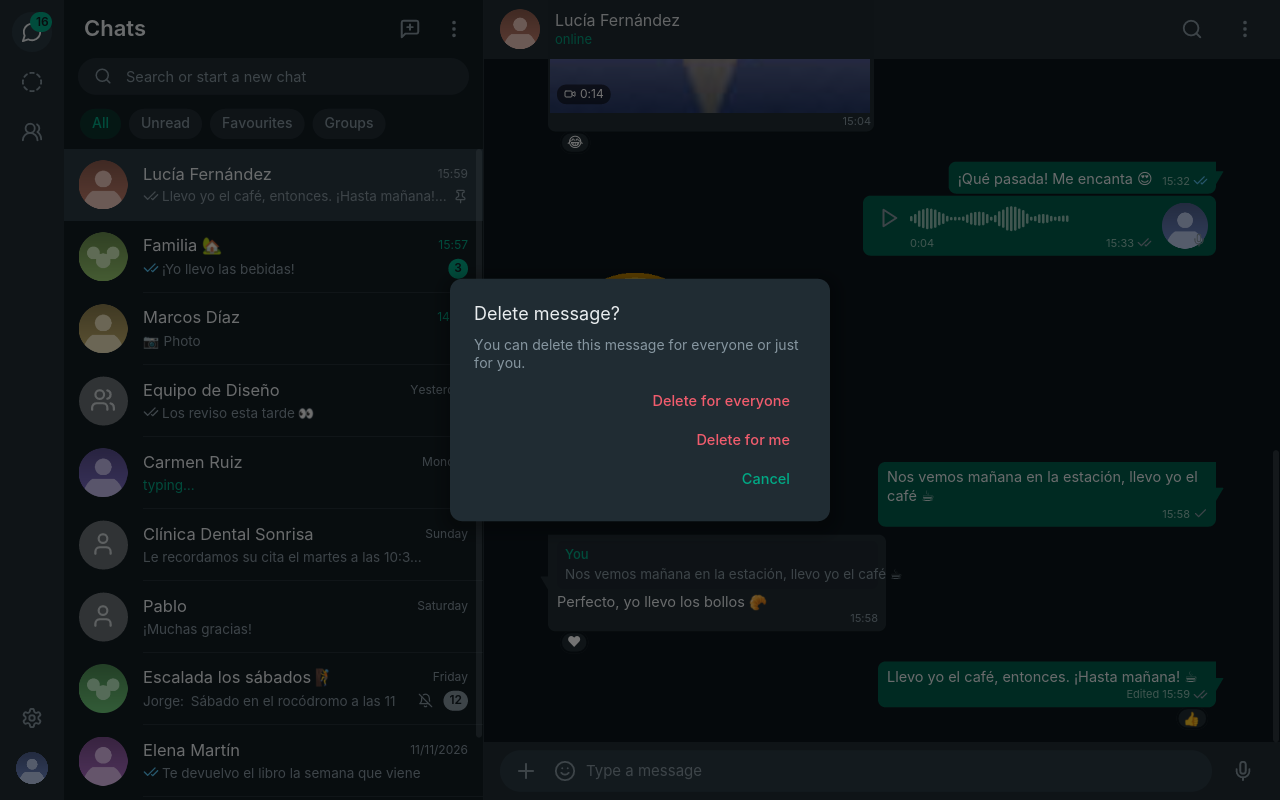 16
Chats
Search or start a new chat
All
Unread
Favourites
Groups
Lucía Fernández
15:59
Llevo yo el café, entonces. ¡Hasta mañana!...
Familia 🏡
15:57
¡Yo llevo las bebidas!
3
Marcos Díaz
14
📷 Photo
Equipo de Diseño
Yester
Los reviso esta tarde 👀
Carmen Ruiz
Mon
typing...
Clínica Dental Sonrisa
Sunday
Le recordamos su cita el martes a las 10:3...
Pablo
Saturday
¡Muchas gracias!
Escalada los sábados 🧗
Friday
Jorge: Sábado en el rocódromo a las 11
12
Elena Martín
11/11/2026
Te devuelvo el libro la semana que viene
Lucía Fernández
online
0:14
15:04
😂
¡Qué pasada! Me encanta 😍
15:32
0:04
15:33
Delete message?
You can delete this message for everyone or just
for you.
Delete for everyone
Delete for me
Cancel
Nos vemos mañana en la estación, llevo yo el
café ☕
15:58
You
Nos vemos mañana en la estación, llevo yo el café ☕
Perfecto, yo llevo los bollos 🥐
15:58
❤
Llevo yo el café, entonces. ¡Hasta mañana! ☕
Edited 15:59
👍
Type a message